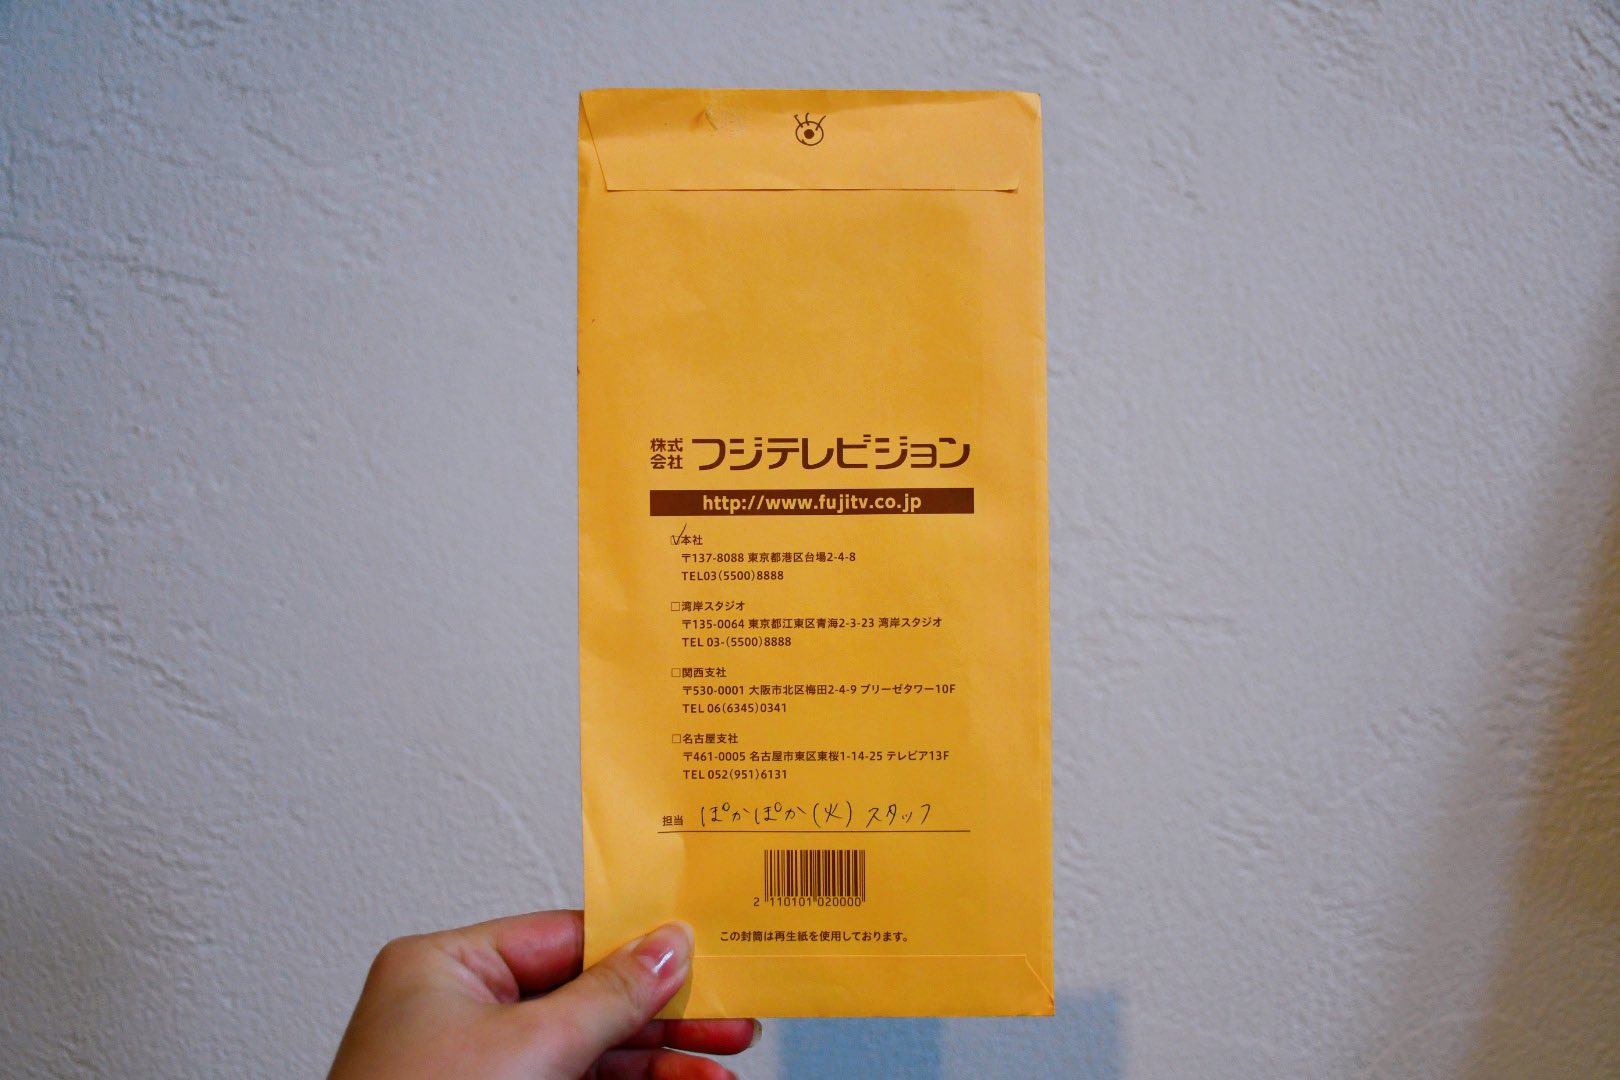 株式会社 フジテレビジョン
http://www.fujitv.co.jp
☑本社
〒137-8088 東京都港区台場2-4-8
TEL03(5500)8888
□湾岸スタジオ
〒135-0064 東京都江東区青海2-3-23 湾岸スタジオ
TEL 03-(5500)8888
□関西支社
〒530-0001 大阪市北区梅田2-4-9 ブリーゼタワー10F
TEL 06(6345)0341
□名古屋支社
〒461-0005 名古屋市東区東桜1-14-25 テレピア13F
TEL 052(951)6131
担当 ぽかぽか(火)スタッフ
2 110101 020000
この封筒は再生紙を使用しております。